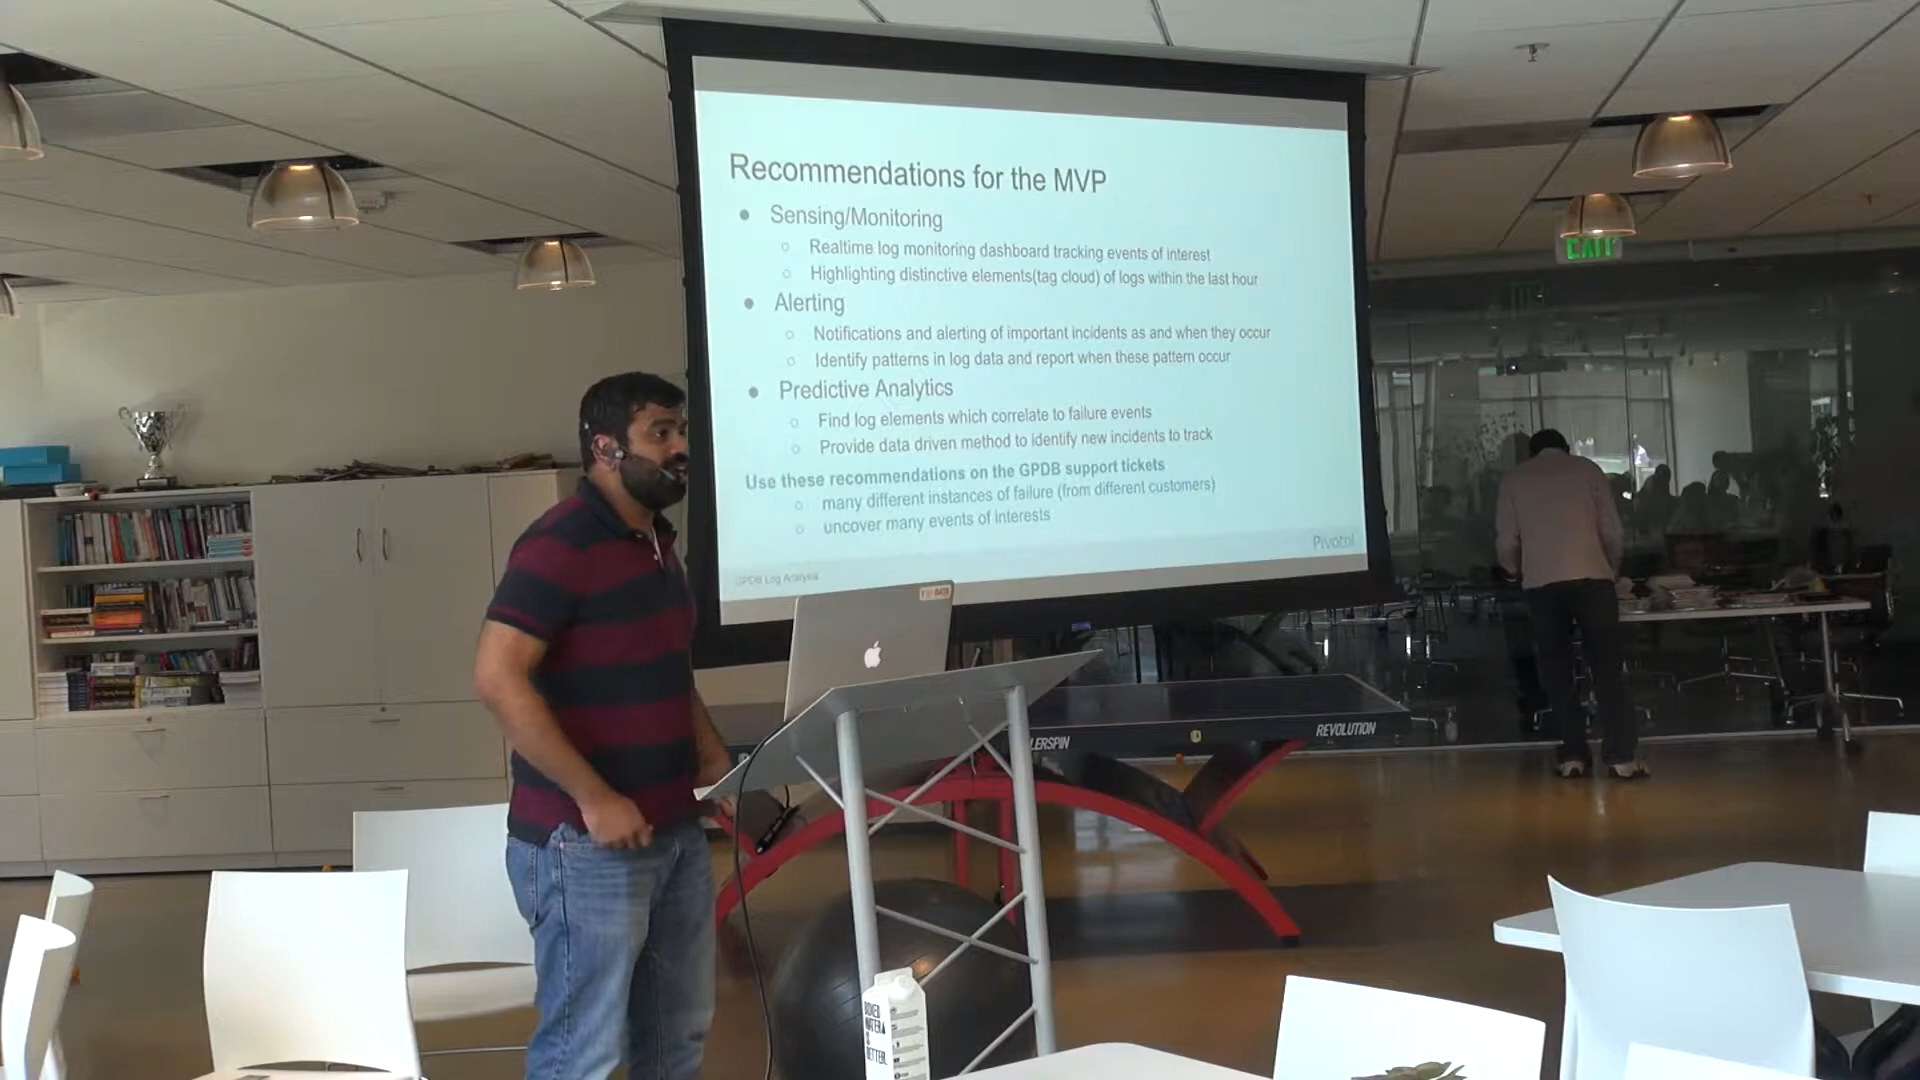 Recommendations for the MVP
● Sensing/Monitoring
○ Realtime log monitoring dashboard tracking events of interest
○ Highlighting distinctive elements(tag cloud) of logs within the last hour
● Alerting
○ Notifications and alerting of important incidents as and when they occur
○ Identify patterns in log data and report when these pattern occur
● Predictive Analytics
○ Find log elements which correlate to failure events
○ Provide data driven method to identify new incidents to track
Use these recommendations on the GPDB support tickets
○ many different instances of failure (from different customers)
○ uncover many events of interests
Pivotal
GPDB Log Analysis
EXIT
LERSPIN
REVOLUTION
BOXED
WATER
IS
BETTER.